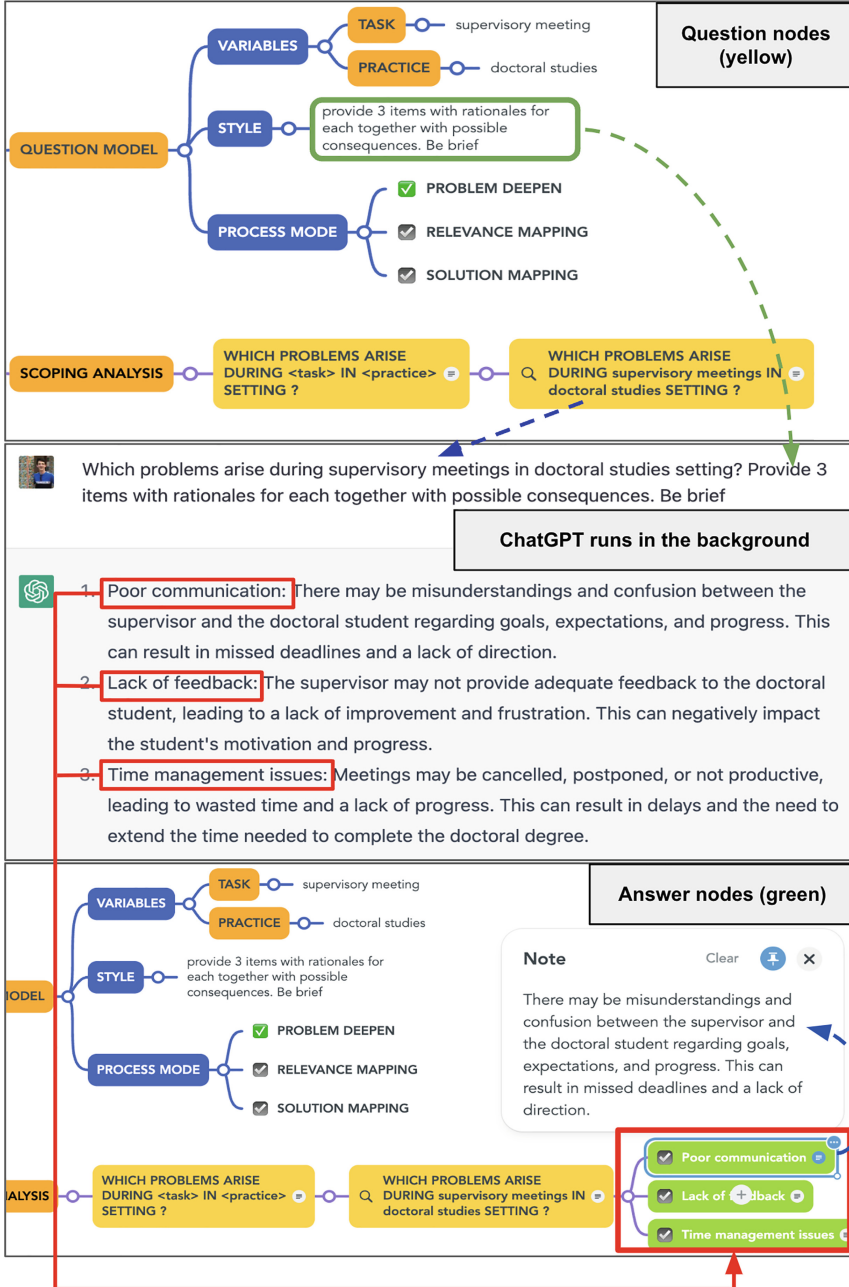 Question nodes
(yellow)
TASK
supervisory meeting
VARIABLES
PRACTICE
doctoral studies
provide 3 items with rationales for
each together with possible
consequences. Be brief
STYLE
QUESTION MODEL
PROBLEM DEEPEN
PROCESS MODE
RELEVANCE MAPPING
SOLUTION MAPPING
SCOPING ANALYSIS
WHICH PROBLEMS ARISE
DURING <task> IN <practice>
SETTING ?
WHICH PROBLEMS ARISE
DURING supervisory meetings IN
doctoral studies SETTING ?
Which problems arise during supervisory meetings in doctoral studies setting? Provide 3
items with rationales for each together with possible consequences. Be brief
ChatGPT runs in the background
1. Poor communication: There may be misunderstandings and confusion between the
supervisor and the doctoral student regarding goals, expectations, and progress. This
can result in missed deadlines and a lack of direction.
2. Lack of feedback: The supervisor may not provide adequate feedback to the doctoral
student, leading to a lack of improvement and frustration. This can negatively impact
the student's motivation and progress.
3. Time management issues: Meetings may be cancelled, postponed, or not productive,
leading to wasted time and a lack of progress. This can result in delays and the need to
extend the time needed to complete the doctoral degree.
Answer nodes (green)
TASK
supervisory meeting
VARIABLES
PRACTICE
doctoral studies
provide 3 items with rationales for
each together with possible
consequences. Be brief
STYLE
MODEL
PROBLEM DEEPEN
PROCESS MODE
RELEVANCE MAPPING
SOLUTION MAPPING
Note
Clear
There may be misunderstandings and
confusion between the supervisor and
the doctoral student regarding goals,
expectations, and progress. This can
result in missed deadlines and a lack of
direction.
ALYSIS
WHICH PROBLEMS ARISE
DURING <task> IN <practice>
SETTING ?
WHICH PROBLEMS ARISE
DURING supervisory meetings IN
doctoral studies SETTING ?
Poor communication
Lack of feedback
Time management issues